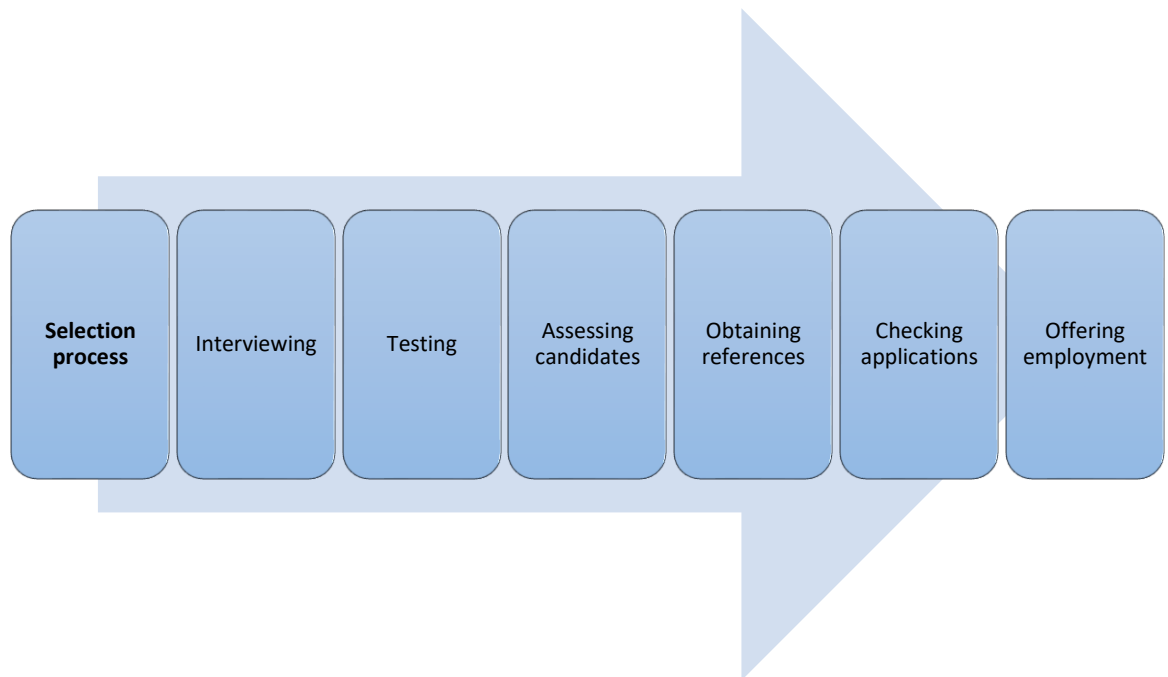 Selection
process
Interviewing
Testing
Assessing
candidates
Obtaining
references
Checking
applications
Offering
employment